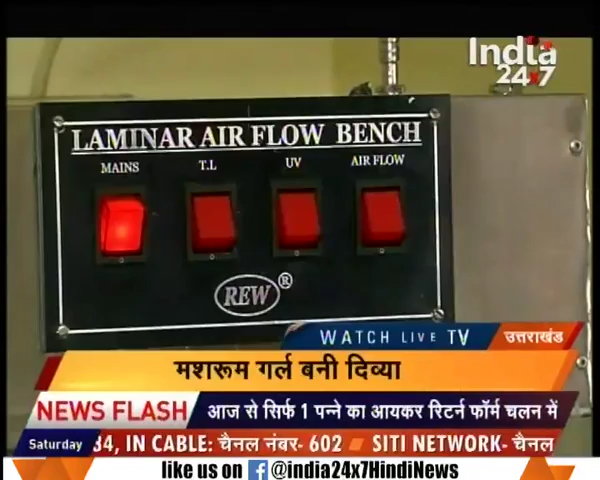 India
24x7
LAMINAR AIR FLOW BENCH
MAINS T.L UV AIR FLOW
REW®
WATCH LIVE TV उत्तराखंड
मशरूम गर्ल बनी दिव्या
NEWS FLASH आज से सिर्फ 1 पन्ने का आयकर रिटर्न फॉर्म चलन में
Saturday 34, IN CABLE: चैनल नंबर- 602 SITI NETWORK- चैनल
like us on f @india24x7HindiNews